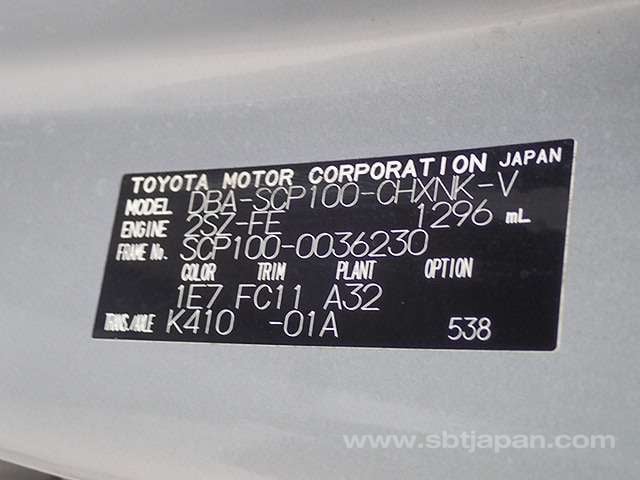 TOYOTA MOTOR CORPORATION JAPAN
MODEL DBA-SCP100-CHXNK-V
ENGINE 2SZ-FE 1296 mL
FRAME No. SCP100-0036230
COLOR TRIM PLANT OPTION
1E7 FC11 A32
TRANS./AXLE K410 -01A 538
www.sbtjapan.com